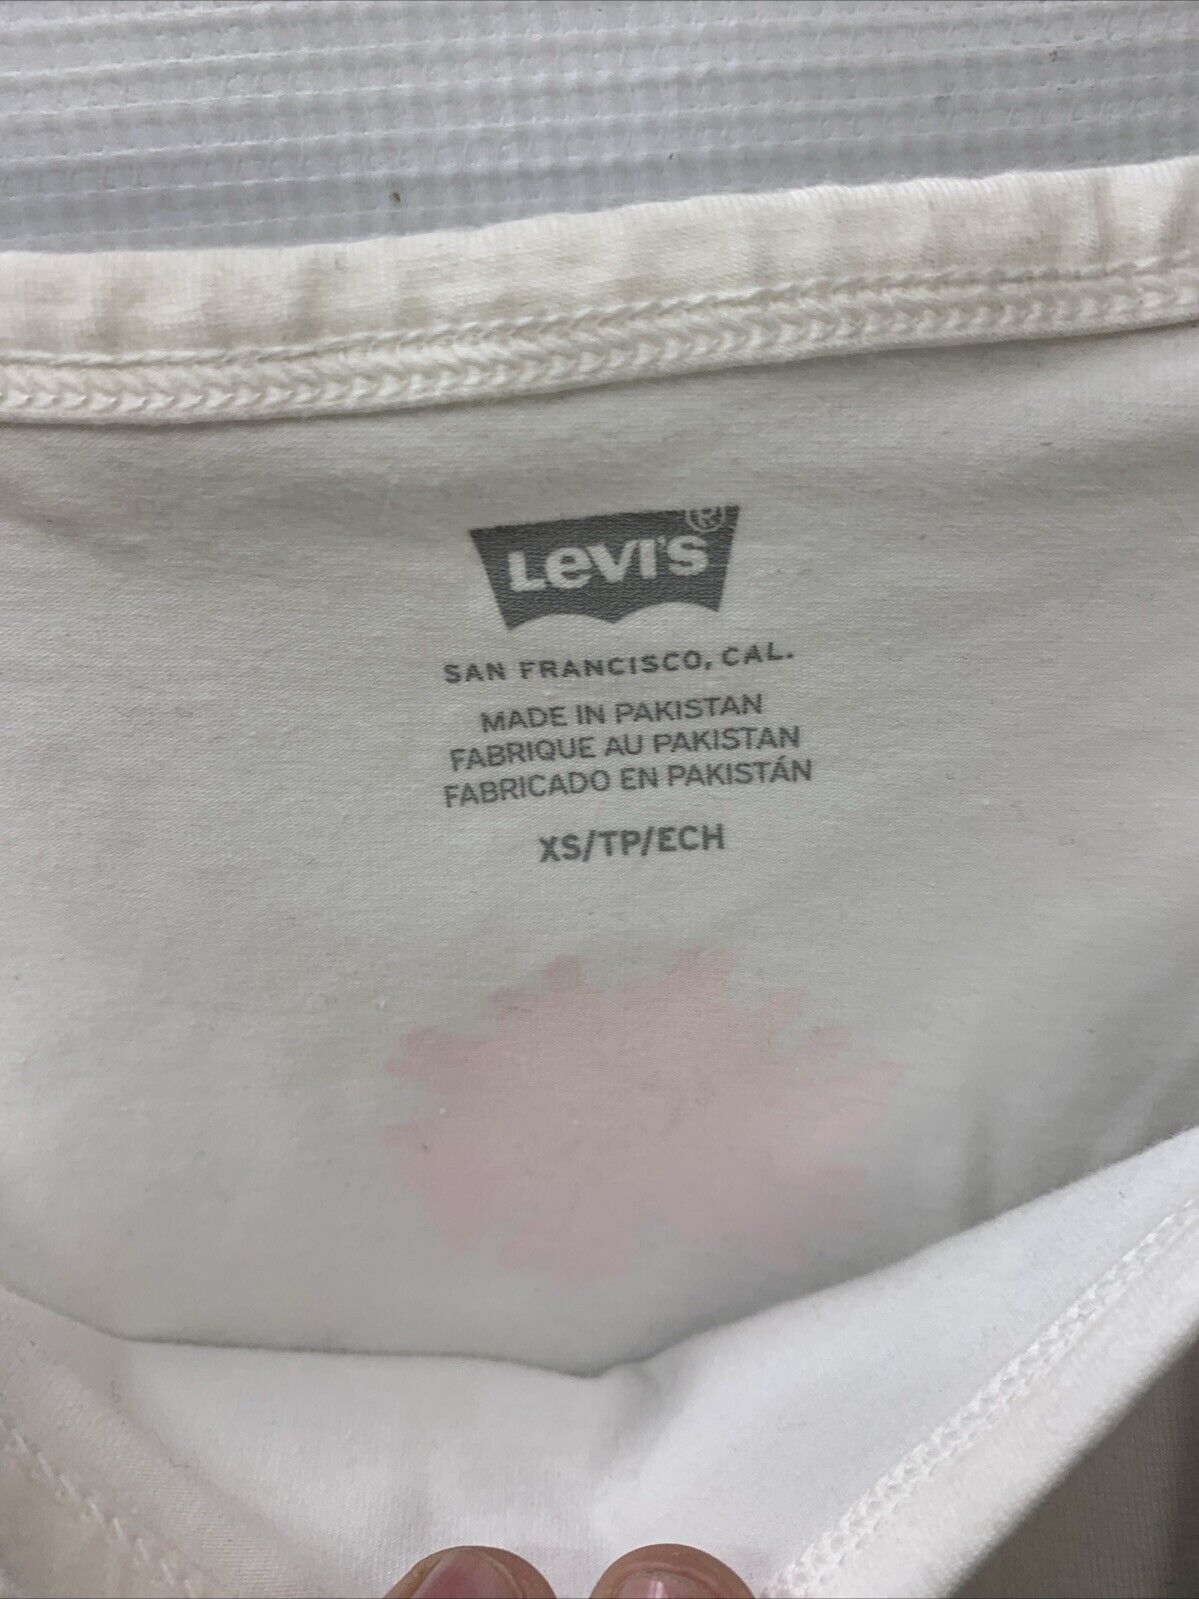 Levi's®
SAN FRANCISCO, CAL.
MADE IN PAKISTAN
FABRIQUE AU PAKISTAN
FABRICADO EN PAKISTÁN
XS/TP/ECH